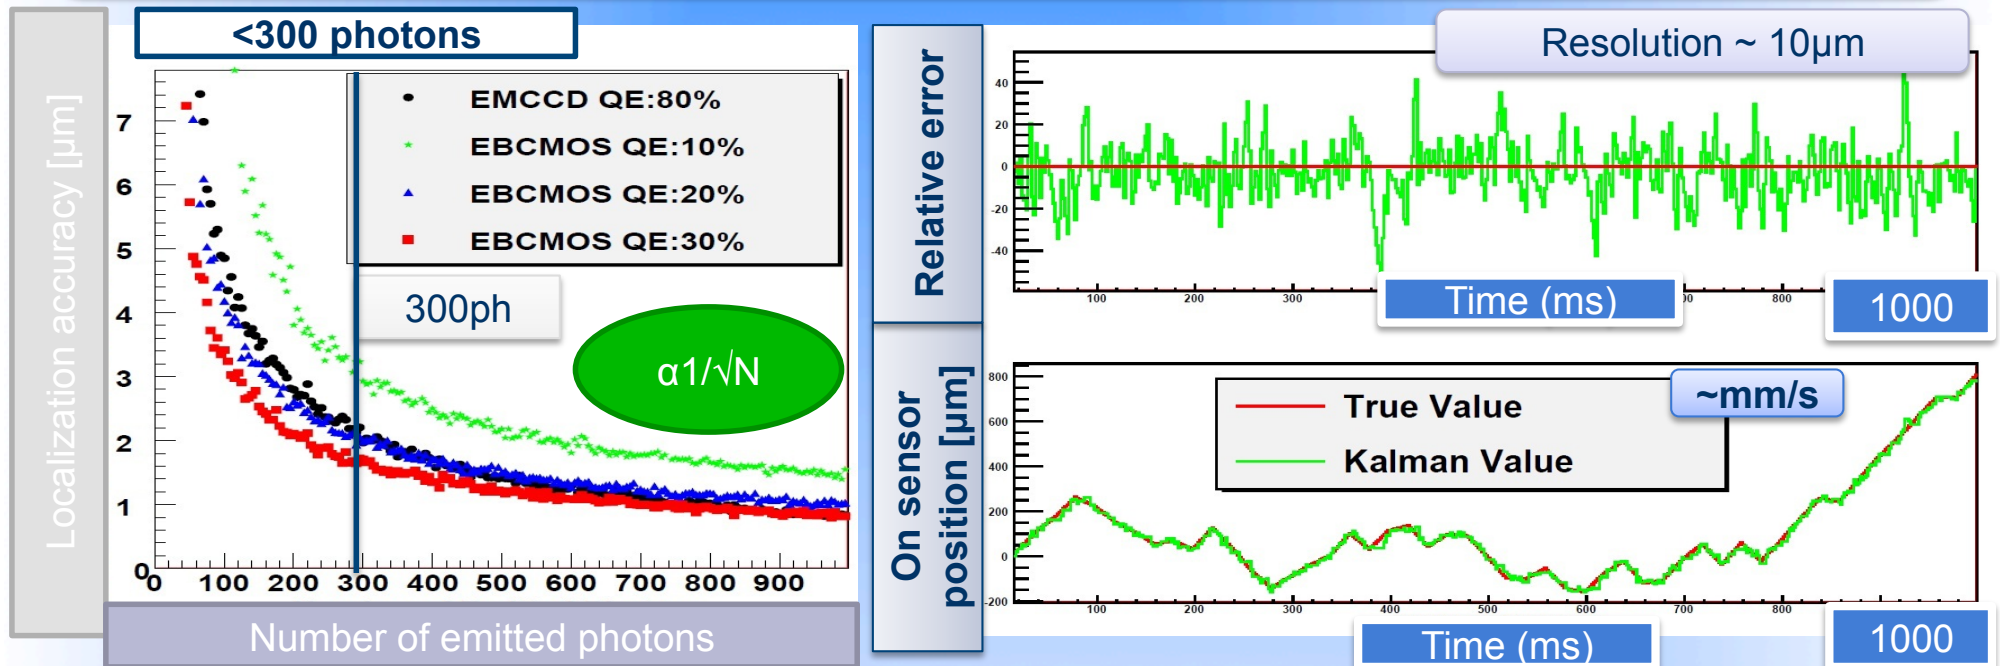 <300 photons
Localization accuracy [µm]
7
6
5
4
3
2
1
0
EMCCD QE:80%
EBCMOS QE:10%
EBCMOS QE:20%
EBCMOS QE:30%
300ph
α1/√N
0 100 200 300 400 500 600 700 800 900
Number of emitted photons
Relative error
Resolution ~ 10µm
40
20
0
-20
-40
100 200 300 800
Time (ms)
1000
On sensor
position [µm]
800
600
400
200
0
-200
True Value
Kalman Value
~mm/s
100 200 300 400 500 600 700 800
Time (ms)
1000